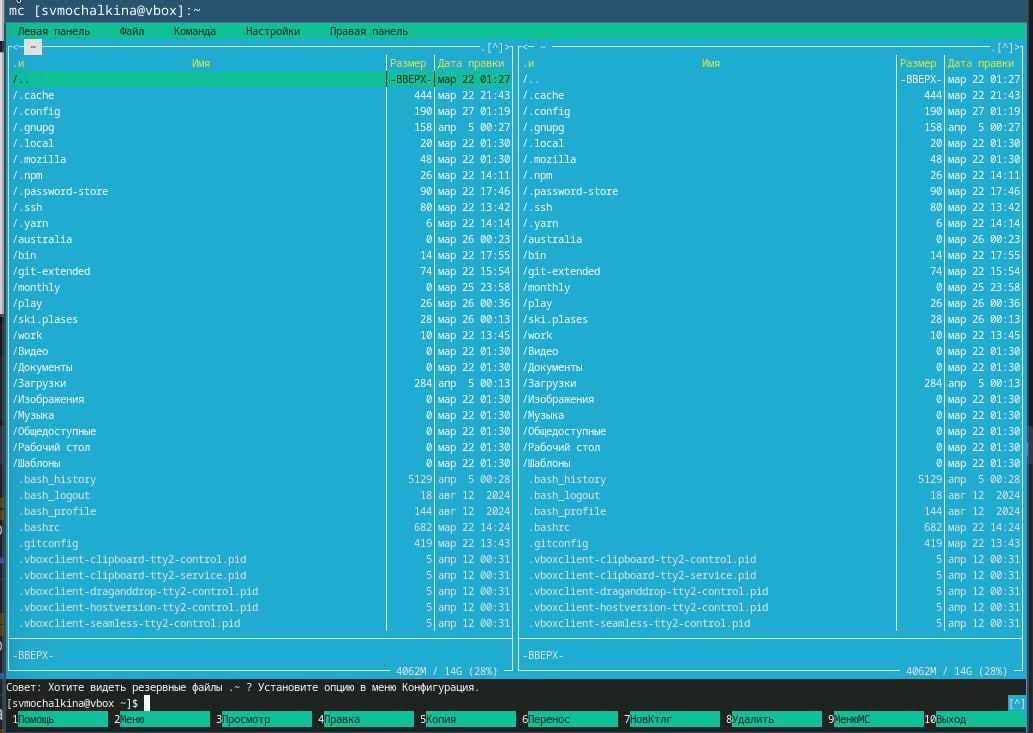 mc [svmochalkina@vbox]:~
Левая панель Файл Команда Настройки Правая панель
<─ ~ .[^]> <─ ~ .[^]>
.и Имя Размер Дата правки .и Имя Размер Дата правки
/.. -ВВЕРХ- мар 22 01:27 /.. -ВВЕРХ- мар 22 01:27
/.cache 444 мар 22 21:43 /.cache 444 мар 22 21:43
/.config 190 мар 27 01:19 /.config 190 мар 27 01:19
/.gnupg 158 апр 5 00:27 /.gnupg 158 апр 5 00:27
/.local 20 мар 22 01:30 /.local 20 мар 22 01:30
/.mozilla 48 мар 22 01:30 /.mozilla 48 мар 22 01:30
/.npm 26 мар 22 14:11 /.npm 26 мар 22 14:11
/.password-store 90 мар 22 17:46 /.password-store 90 мар 22 17:46
/.ssh 80 мар 22 13:42 /.ssh 80 мар 22 13:42
/.yarn 6 мар 22 14:14 /.yarn 6 мар 22 14:14
/australia 0 мар 26 00:23 /australia 0 мар 26 00:23
/bin 14 мар 22 17:55 /bin 14 мар 22 17:55
/git-extended 74 мар 22 15:54 /git-extended 74 мар 22 15:54
/monthly 0 мар 25 23:58 /monthly 0 мар 25 23:58
/play 26 мар 26 00:36 /play 26 мар 26 00:36
/ski.plases 28 мар 26 00:13 /ski.plases 28 мар 26 00:13
/work 10 мар 22 13:45 /work 10 мар 22 13:45
/Видео 0 мар 22 01:30 /Видео 0 мар 22 01:30
/Документы 0 мар 22 01:30 /Документы 0 мар 22 01:30
/Загрузки 284 апр 5 00:13 /Загрузки 284 апр 5 00:13
/Изображения 0 мар 22 01:30 /Изображения 0 мар 22 01:30
/Музыка 0 мар 22 01:30 /Музыка 0 мар 22 01:30
/Общедоступные 0 мар 22 01:30 /Общедоступные 0 мар 22 01:30
/Рабочий стол 0 мар 22 01:30 /Рабочий стол 0 мар 22 01:30
/Шаблоны 0 мар 22 01:30 /Шаблоны 0 мар 22 01:30
.bash_history 5129 апр 5 00:28 .bash_history 5129 апр 5 00:28
.bash_logout 18 авг 12 2024 .bash_logout 18 авг 12 2024
.bash_profile 144 авг 12 2024 .bash_profile 144 авг 12 2024
.bashrc 682 мар 22 14:24 .bashrc 682 мар 22 14:24
.gitconfig 419 мар 22 13:43 .gitconfig 419 мар 22 13:43
.vboxclient-clipboard-tty2-control.pid 5 апр 12 00:31 .vboxclient-clipboard-tty2-control.pid 5 апр 12 00:31
.vboxclient-clipboard-tty2-service.pid 5 апр 12 00:31 .vboxclient-clipboard-tty2-service.pid 5 апр 12 00:31
.vboxclient-draganddrop-tty2-control.pid 5 апр 12 00:31 .vboxclient-draganddrop-tty2-control.pid 5 апр 12 00:31
.vboxclient-hostversion-tty2-control.pid 5 апр 12 00:31 .vboxclient-hostversion-tty2-control.pid 5 апр 12 00:31
.vboxclient-seamless-tty2-control.pid 5 апр 12 00:31 .vboxclient-seamless-tty2-control.pid 5 апр 12 00:31
-ВВЕРХ- -ВВЕРХ-
4062M / 14G (28%) 4062M / 14G (28%)
Совет: Хотите видеть резервные файлы .~ ? Установите опцию в меню Конфигурация.
[svmochalkina@vbox ~]$ [^]
1Помощь 2Меню 3Просмотр 4Правка 5Копия 6Перенос 7НовКтлг 8Удалить 9МенюМС 10Выход